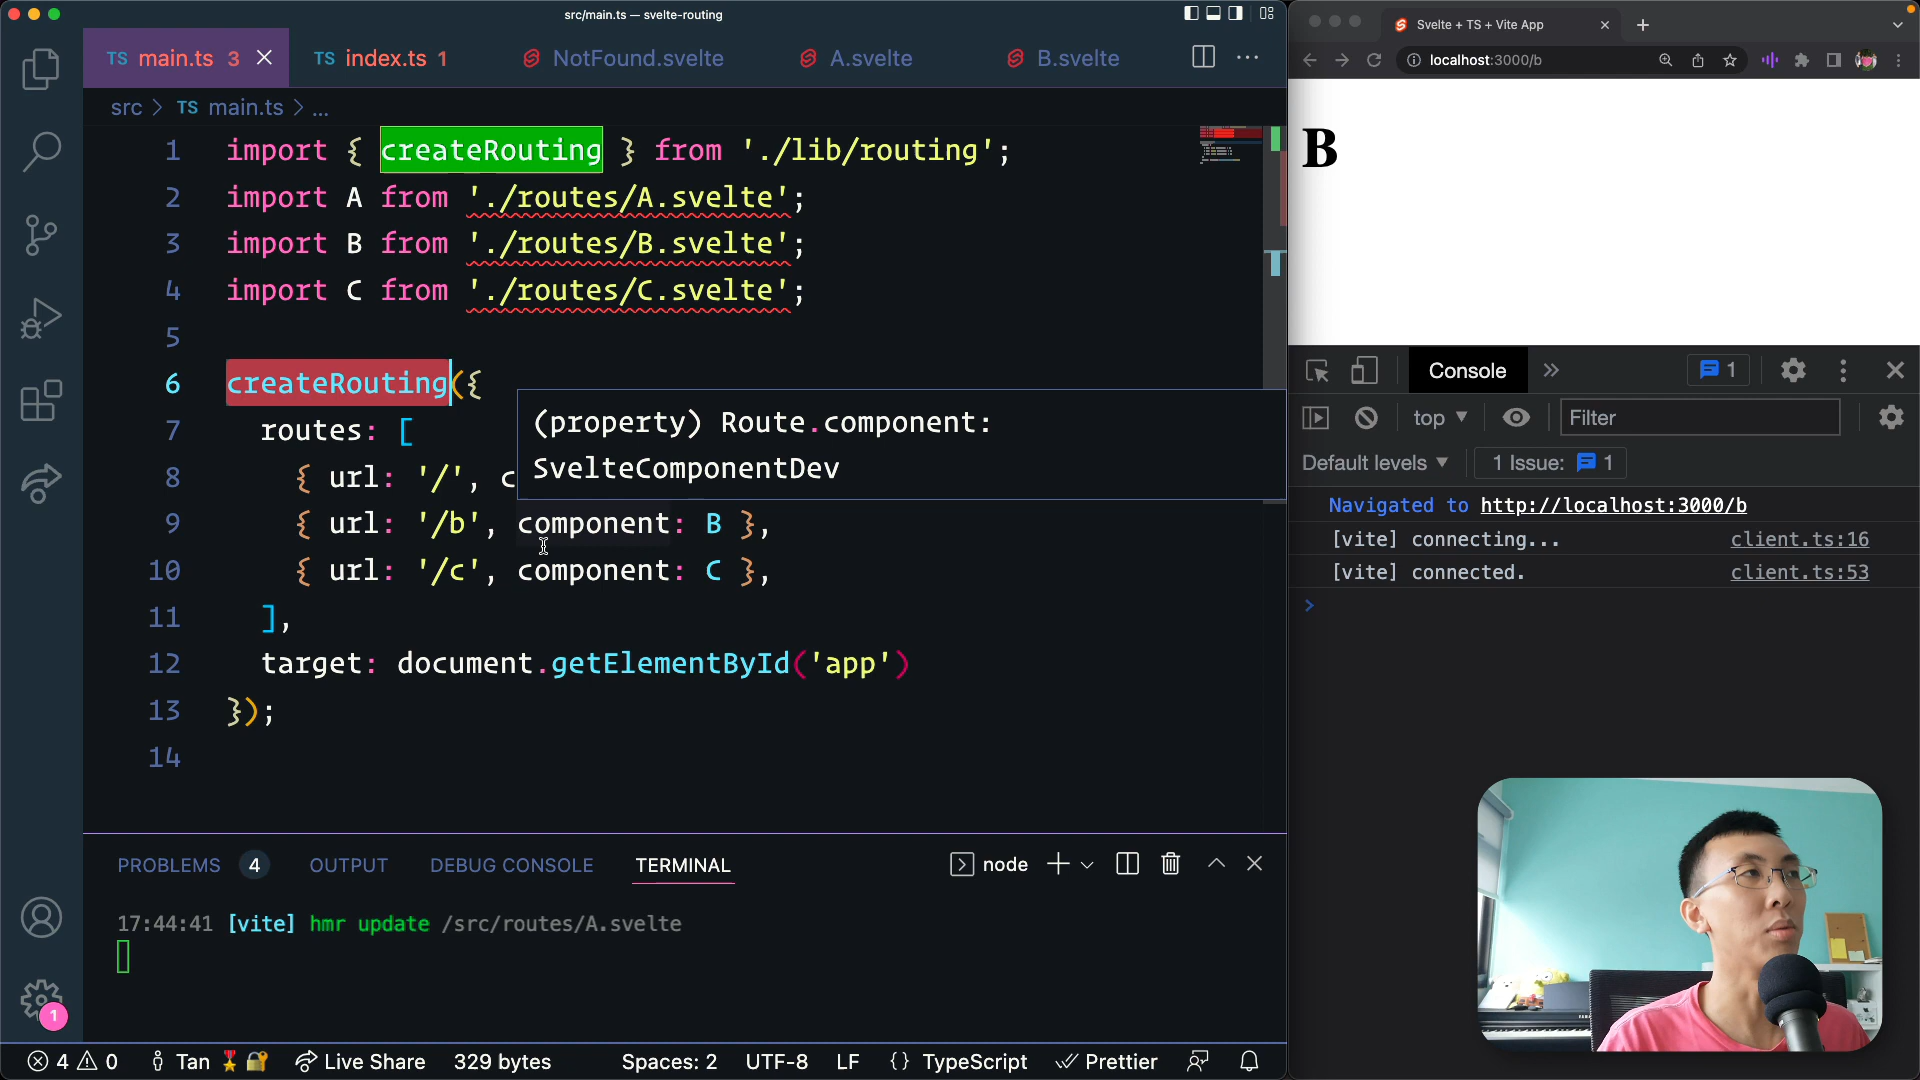 src/main.ts — svelte-routing
TS main.ts 3
TS index.ts 1
NotFound.svelte
A.svelte
B.svelte
src > TS main.ts > ...
1 import { createRouting } from './lib/routing';
2 import A from './routes/A.svelte';
3 import B from './routes/B.svelte';
4 import C from './routes/C.svelte';
5
6 createRouting({
7 routes: [
8 { url: '/', c
9 { url: '/b', component: B },
10 { url: '/c', component: C },
11 ],
12 target: document.getElementById('app')
13 });
14
(property) Route.component:
SvelteComponentDev
PROBLEMS 4 OUTPUT DEBUG CONSOLE TERMINAL
node
17:44:41 [vite] hmr update /src/routes/A.svelte
1
4 0 Tan Live Share 329 bytes Spaces: 2 UTF-8 LF {} TypeScript Prettier
Svelte + TS + Vite App
localhost:3000/b
B
Console
1
top
Filter
Default levels
1 Issue: 1
Navigated to http://localhost:3000/b
[vite] connecting... client.ts:16
[vite] connected. client.ts:53
>